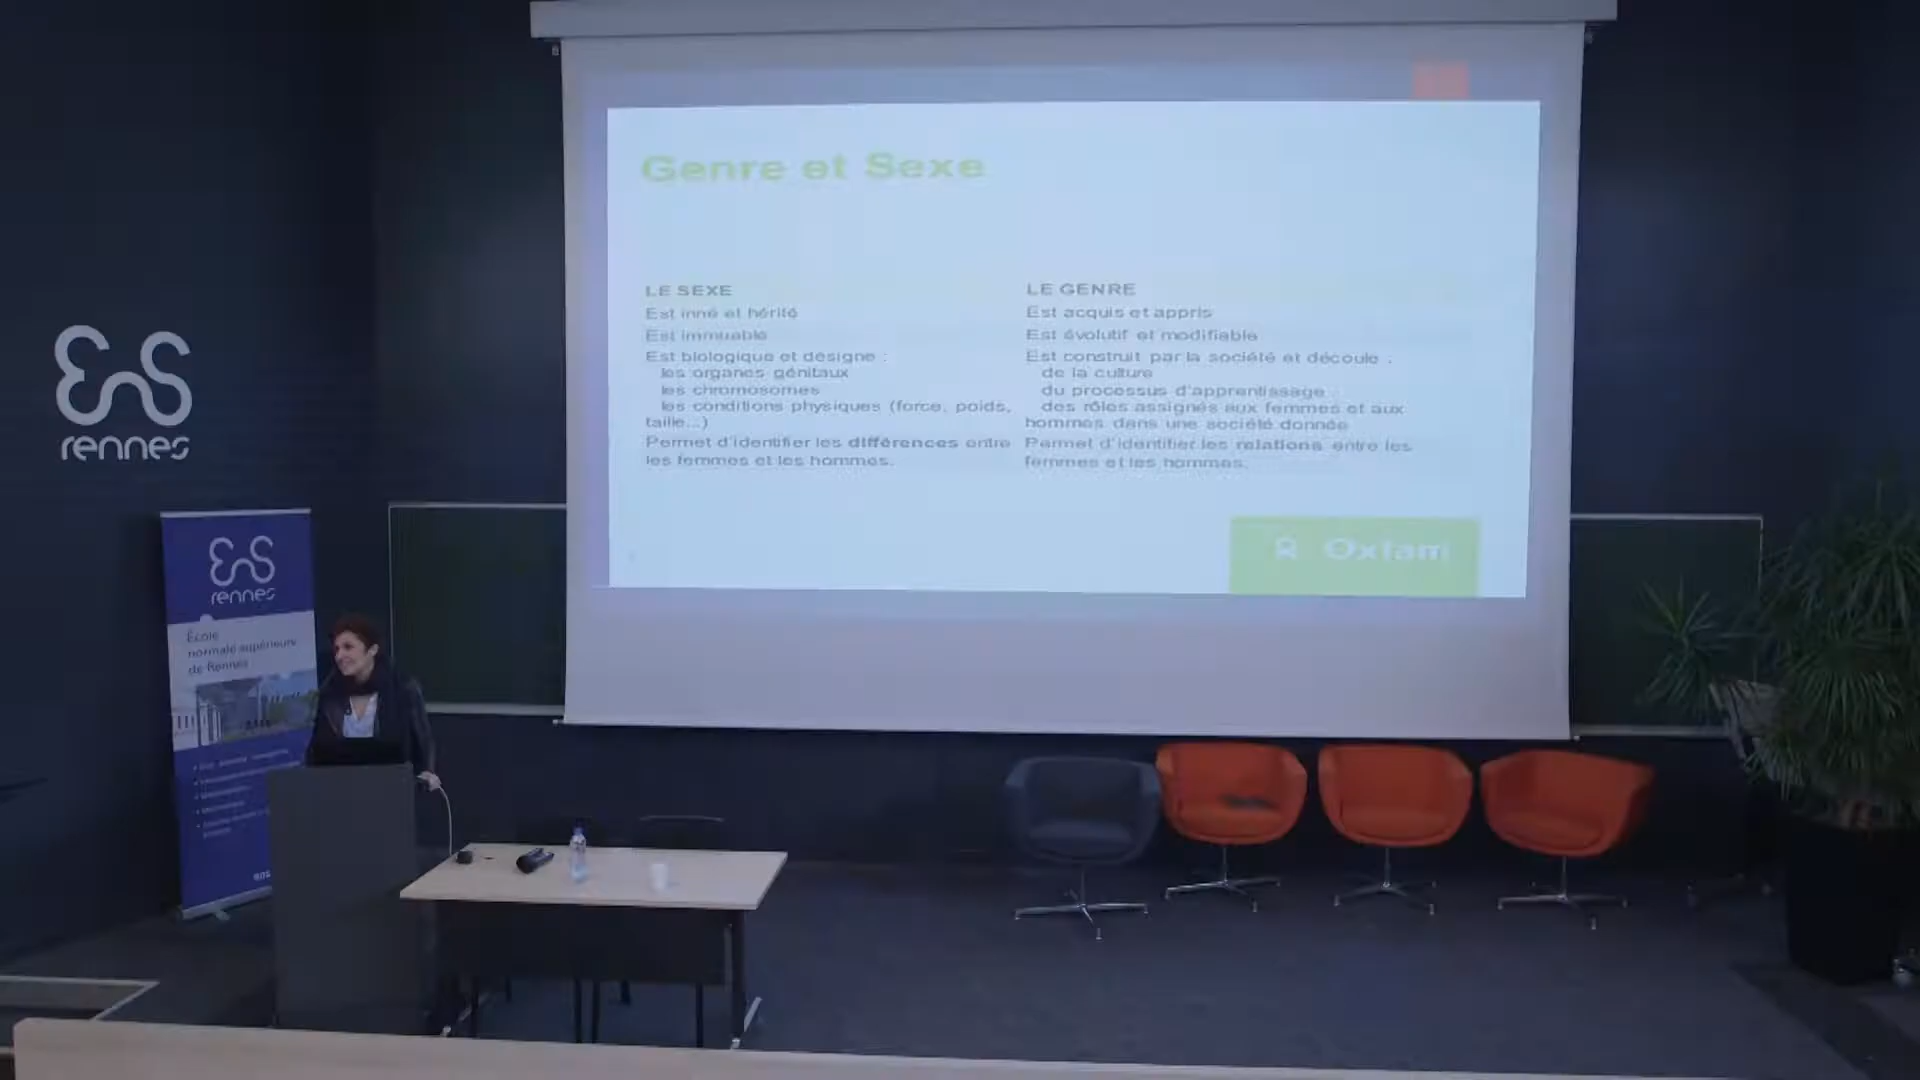 Genre et Sexe
LE SEXE
Est inné et hérité
Est immuable
Est biologique et désigne :
les organes génitaux
les chromosomes
les conditions physiques (force, poids,
taille...)
Permet d'identifier les différences entre
les femmes et les hommes.
LE GENRE
Est acquis et appris
Est évolutif et modifiable
Est construit par la société et découle :
de la culture
du processus d'apprentissage
des rôles assignés aux femmes et aux
hommes dans une société donnée
Permet d'identifier les relations entre les
femmes et les hommes.
Oxfam
ens
rennes
ens
rennes
École
normale supérieure
de Rennes